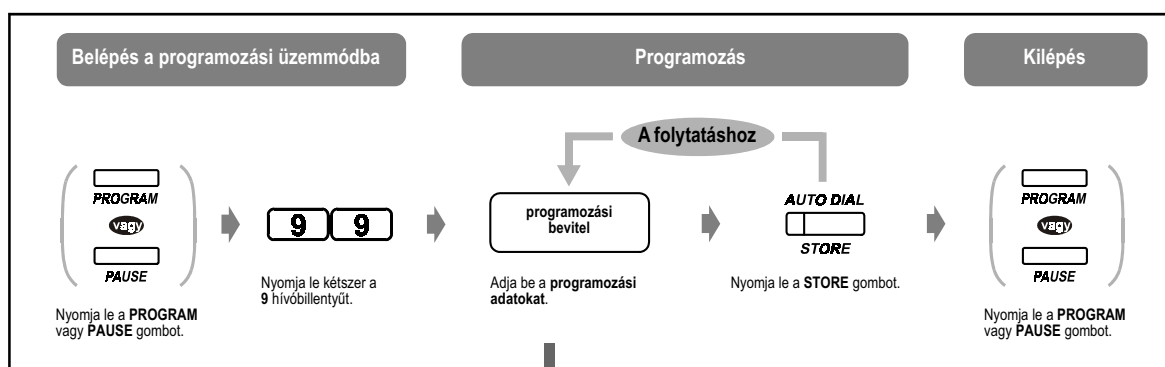 Belépés a programozási üzemmódba
Programozás
Kilépés
A folytatáshoz
PROGRAM
vagy
PAUSE
Nyomja le a PROGRAM
vagy PAUSE gombot.
9 9
Nyomja le kétszer a
9 hívóbillentyűt.
programozási
bevitel
Adja be a programozási
adatokat.
AUTO DIAL
STORE
Nyomja le a STORE gombot.
PROGRAM
vagy
PAUSE
Nyomja le a PROGRAM
vagy PAUSE gombot.